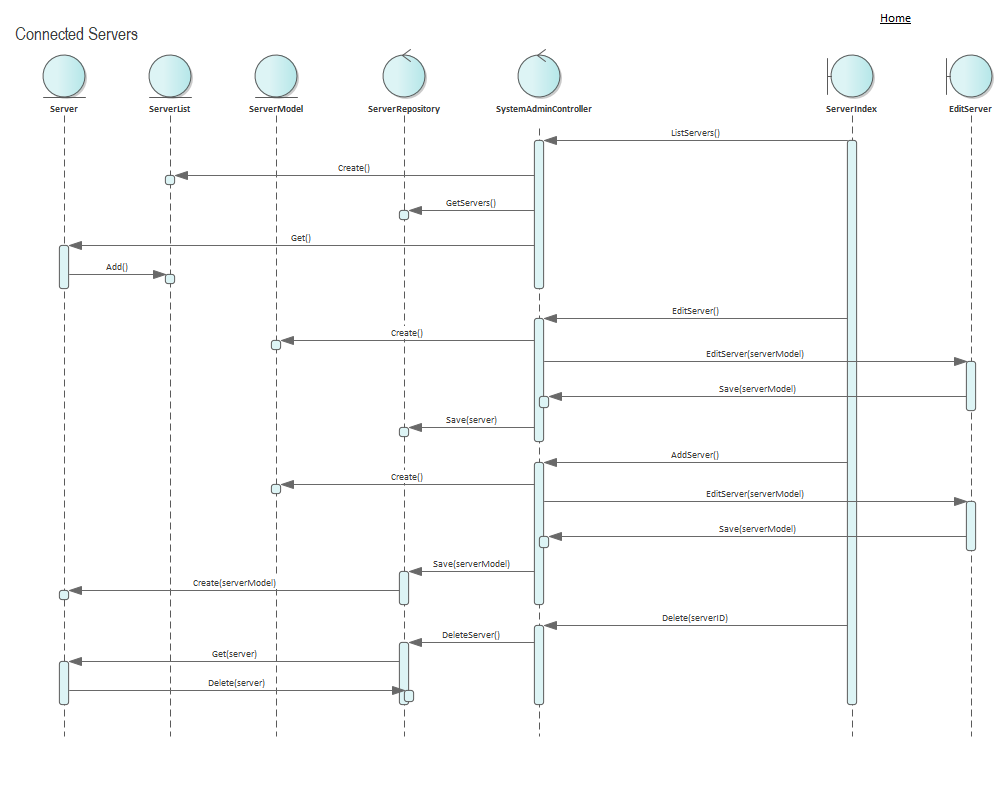 Home
Connected Servers
Server
ServerList
ServerModel
ServerRepository
SystemAdminController
ServerIndex
EditServer
ListServers()
Create()
GetServers()
Get()
Add()
EditServer()
Create()
EditServer(serverModel)
Save(serverModel)
Save(server)
AddServer()
Create()
EditServer(serverModel)
Save(serverModel)
Save(serverModel)
Create(serverModel)
Delete(serverID)
DeleteServer()
Get(server)
Delete(server)